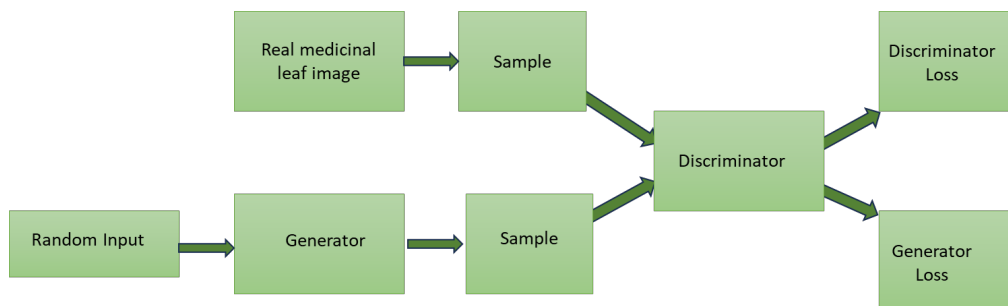 Real medicinal
leaf image
Sample
Discriminator
Loss
Discriminator
Random Input
Generator
Sample
Generator
Loss